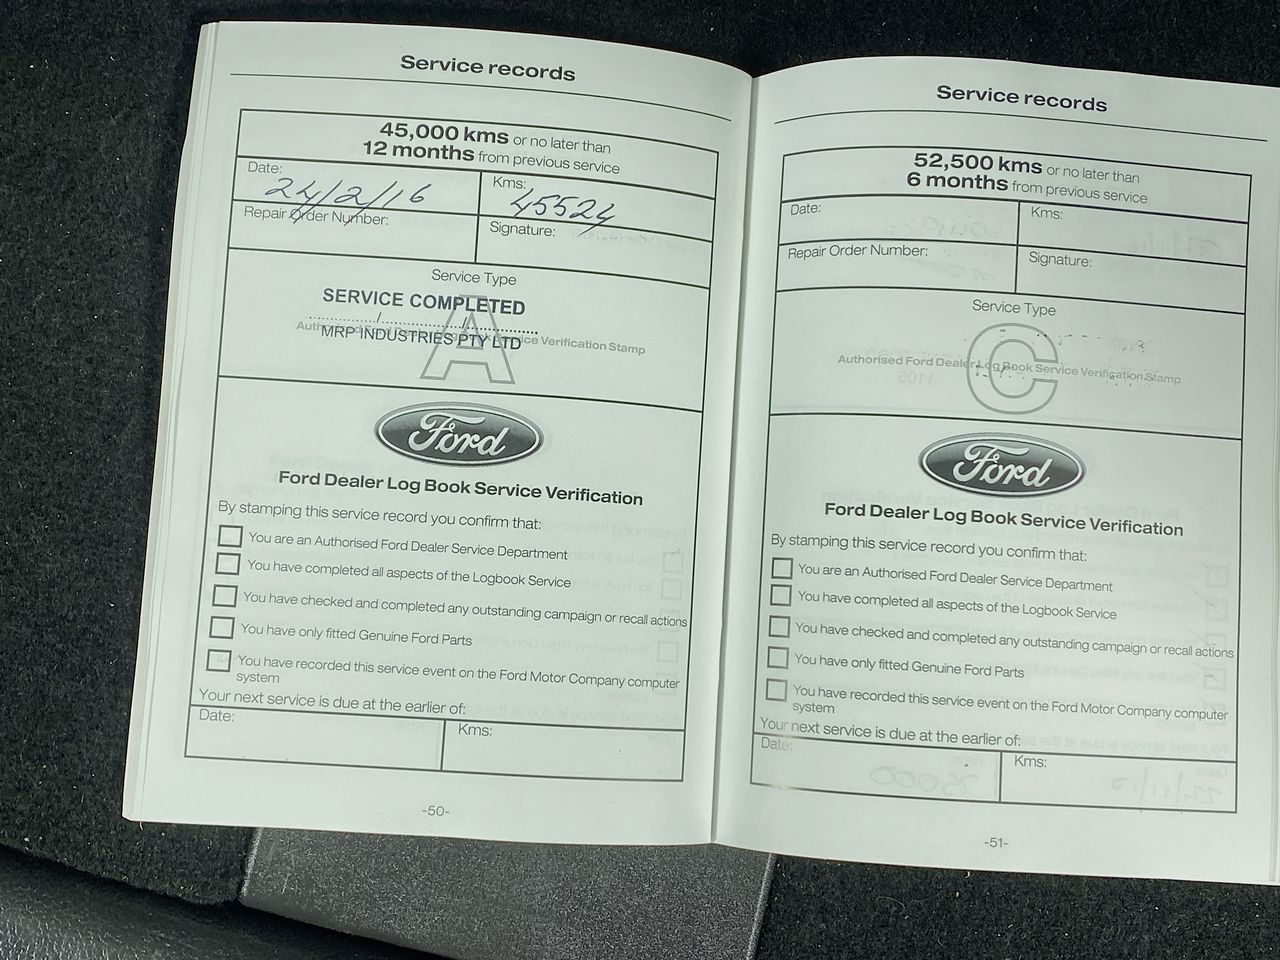 Service records
45,000 kms or no later than
12 months from previous service
Date:
24/2/16
Kms:
45524
Repair Order Number:
Signature:
Service Type
SERVICE COMPLETED
MRP INDUSTRIES PTY LTD
Service Verification Stamp
A
Ford
Ford Dealer Log Book Service Verification
By stamping this service record you confirm that:
You are an Authorised Ford Dealer Service Department
You have completed all aspects of the Logbook Service
You have checked and completed any outstanding campaign or recall actions
You have only fitted Genuine Ford Parts
You have recorded this service event on the Ford Motor Company computer
system
Your next service is due at the earlier of:
Date:
Kms:
-50-
Service records
52,500 kms or no later than
6 months from previous service
Date:
Kms:
Repair Order Number:
Signature:
Service Type
Authorised Ford Dealer Log Book Service Verification Stamp
C
Ford
Ford Dealer Log Book Service Verification
By stamping this service record you confirm that:
You are an Authorised Ford Dealer Service Department
You have completed all aspects of the Logbook Service
You have checked and completed any outstanding campaign or recall actions
You have only fitted Genuine Ford Parts
You have recorded this service event on the Ford Motor Company computer
system
Your next service is due at the earlier of:
Date:
Kms:
-51-